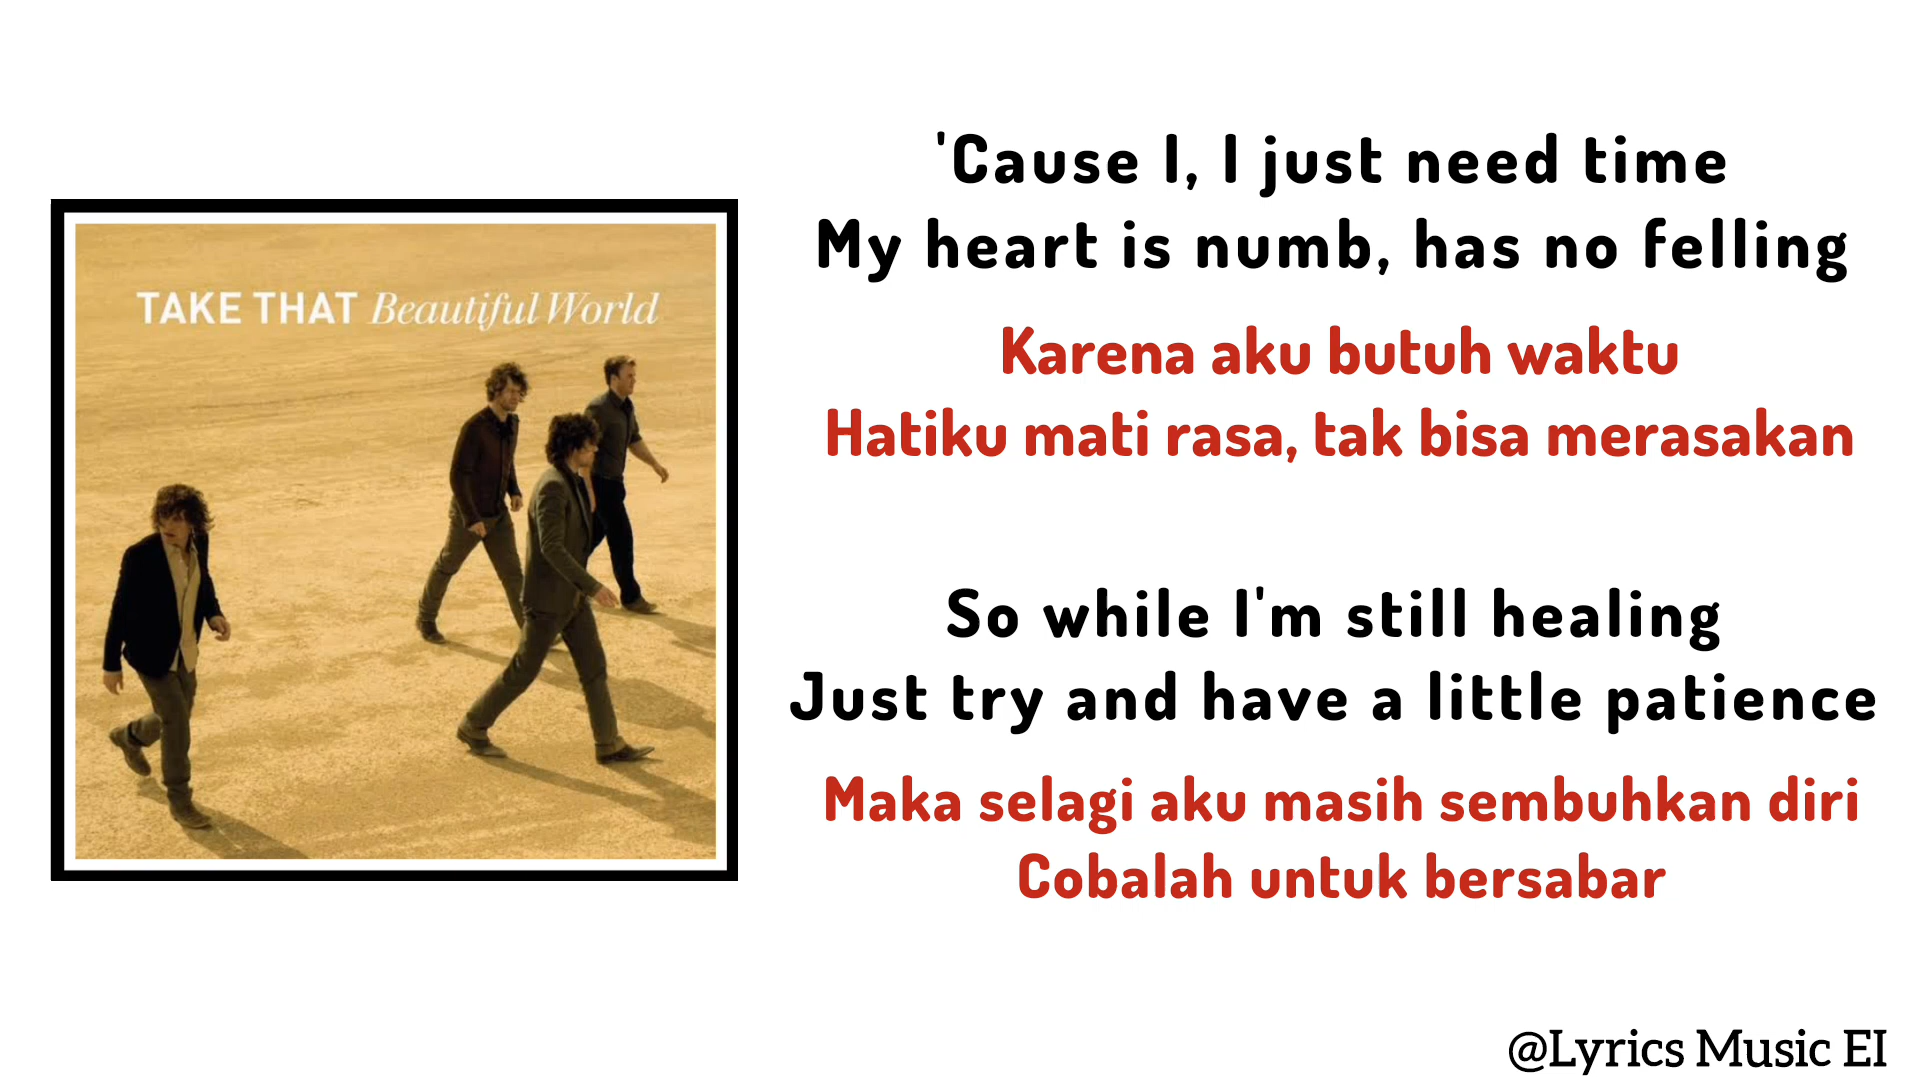 TAKE THAT Beautiful World
'Cause I, I just need time
My heart is numb, has no felling
Karena aku butuh waktu
Hatiku mati rasa, tak bisa merasakan
So while I'm still healing
Just try and have a little patience
Maka selagi aku masih sembuhkan diri
Cobalah untuk bersabar
@Lyrics Music EI